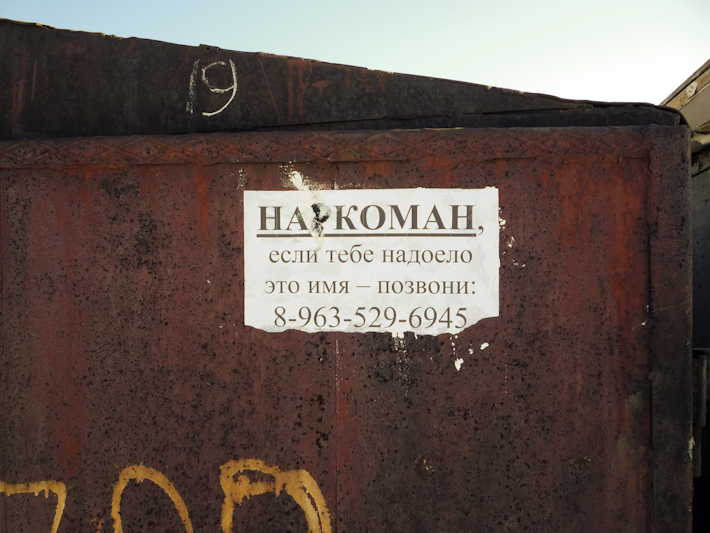 19
НАРКОМАН,
если тебе надоело
это имя – позвони:
8-963-529-6945